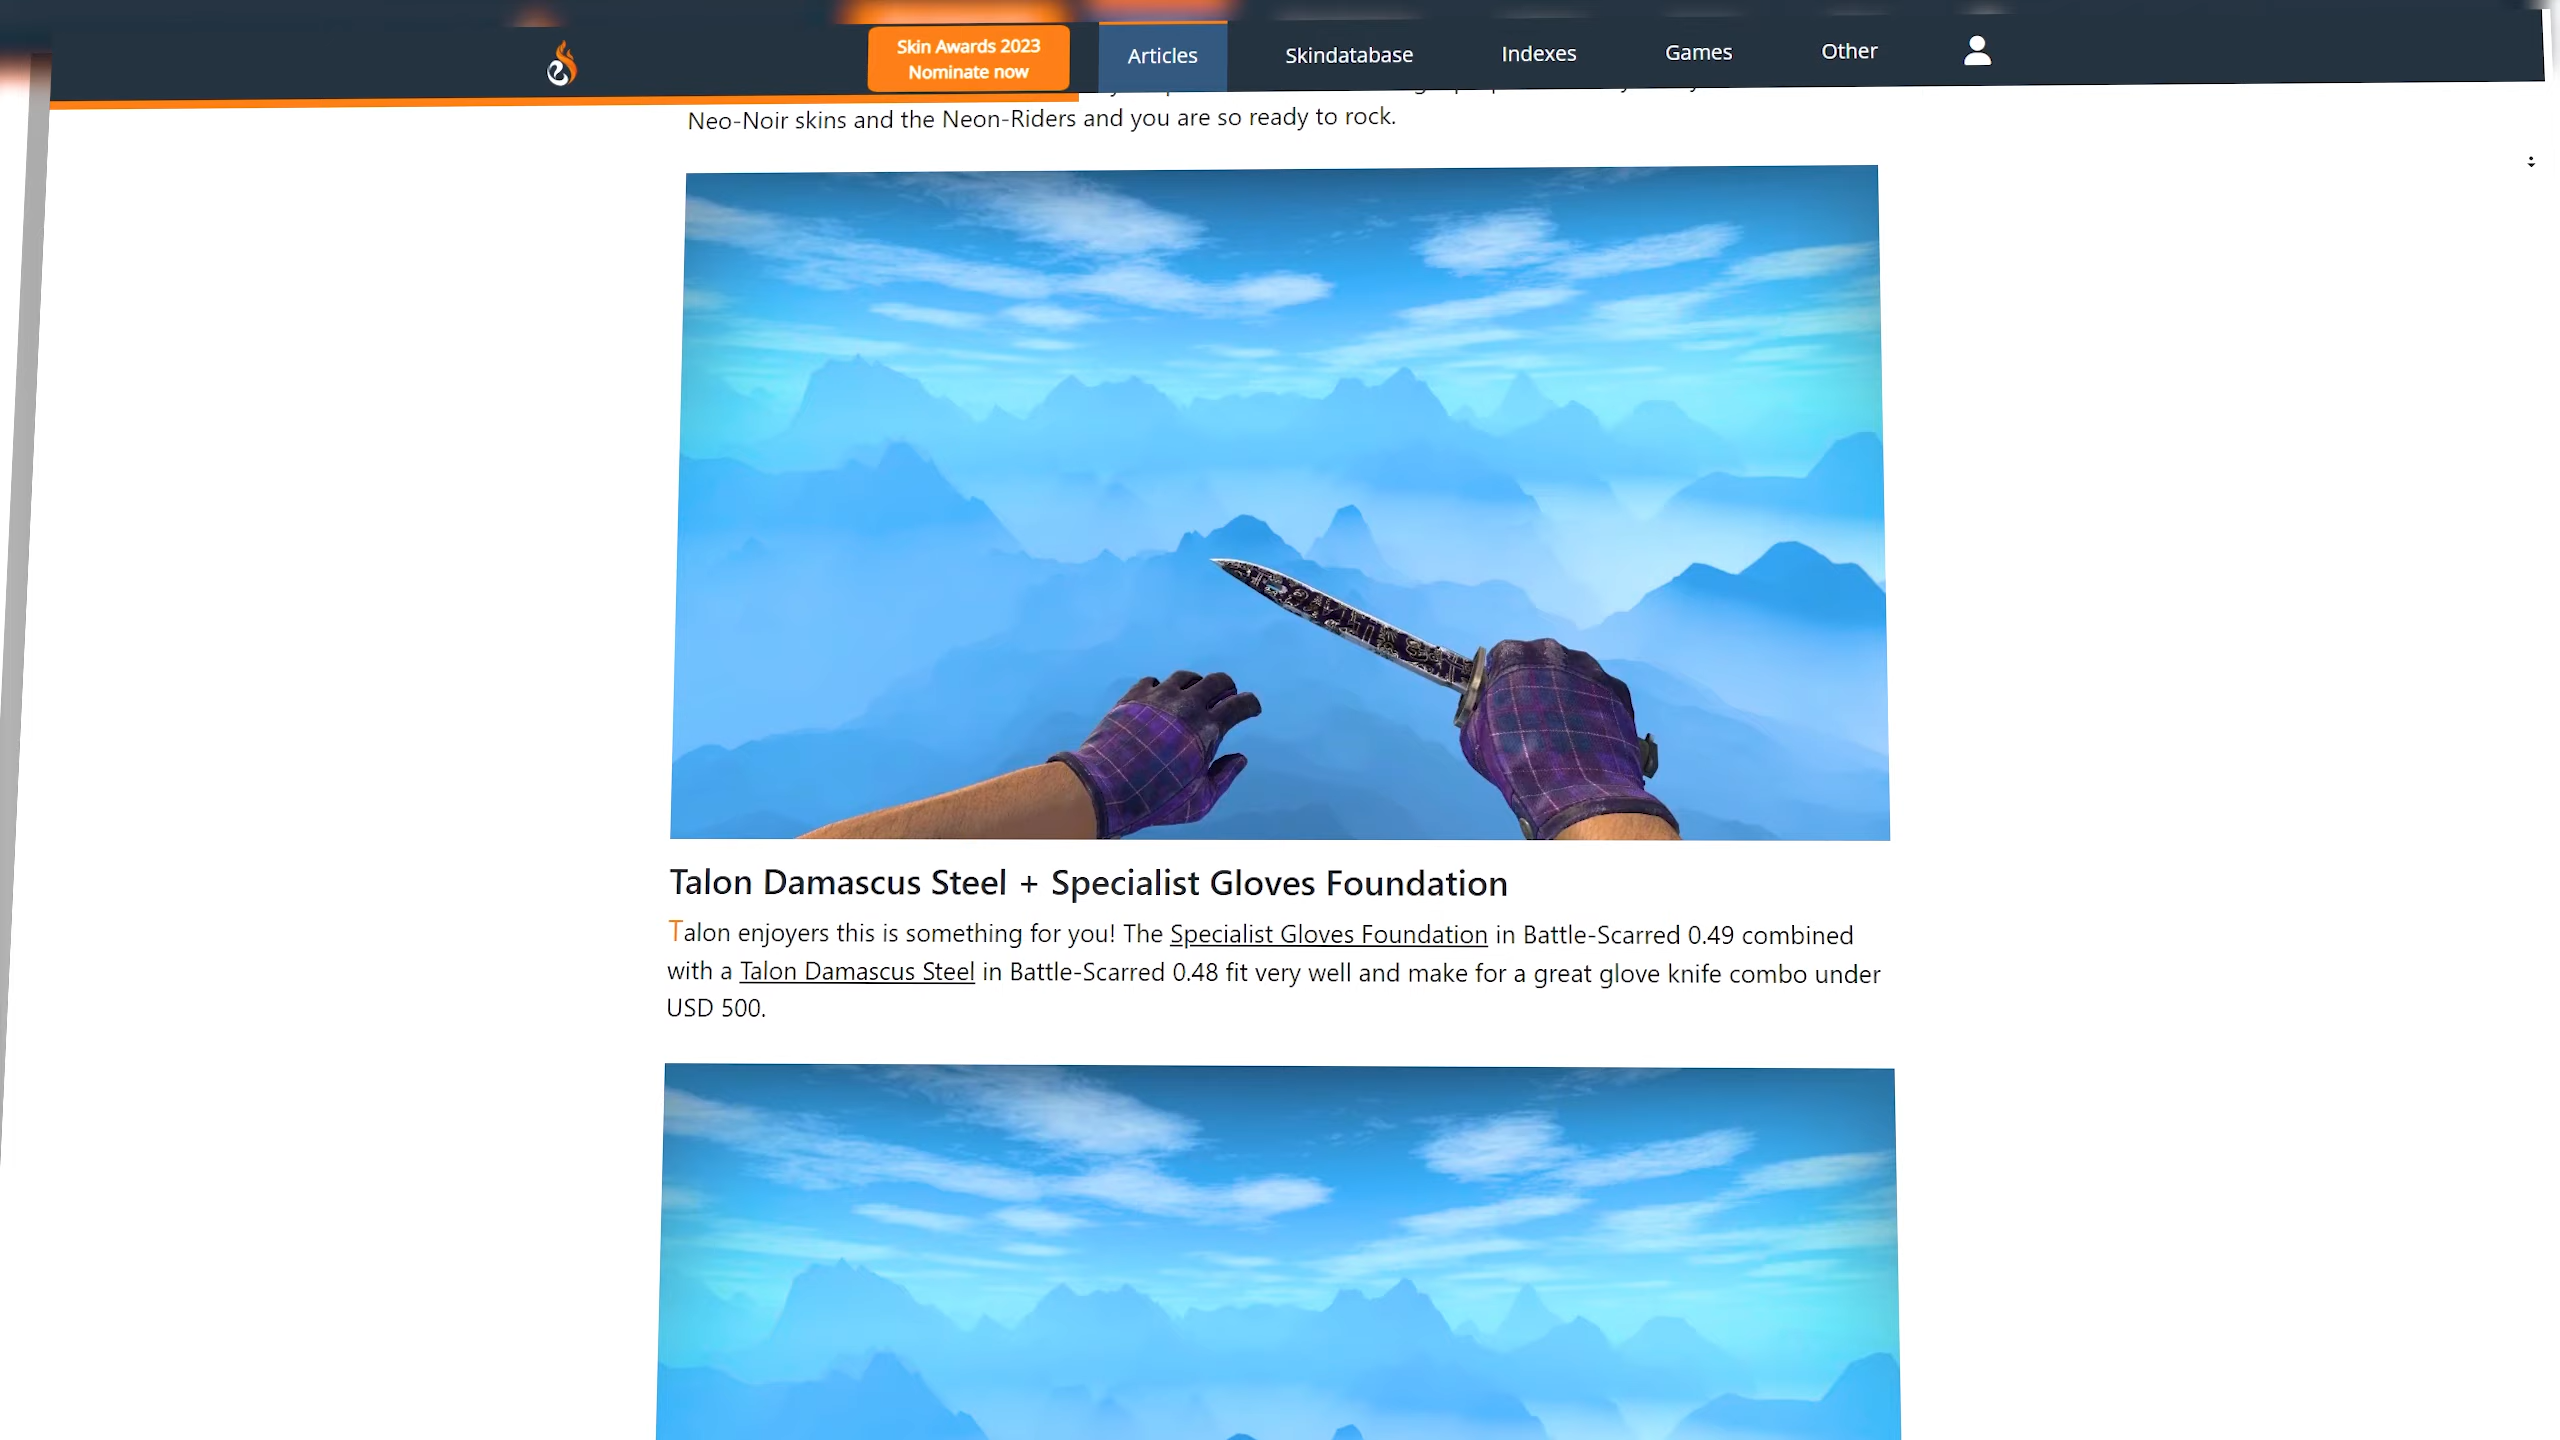 Skin Awards 2023
Nominate now
Articles
Skindatabase
Indexes
Games
Other
Neo-Noir skins and the Neon-Riders and you are so ready to rock.
Talon Damascus Steel + Specialist Gloves Foundation
Talon enjoyers this is something for you! The Specialist Gloves Foundation in Battle-Scarred 0.49 combined
with a Talon Damascus Steel in Battle-Scarred 0.48 fit very well and make for a great glove knife combo under
USD 500.